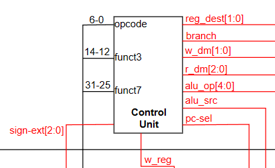 6-0 opcode reg_dest[1:0]
branch
14-12 funct3 w_dm[1:0]
r_dm[2:0]
31-25 funct7 alu_op[4:0]
alu_src
Control
Unit
pc-sel
sign-ext[2:0]
w_reg